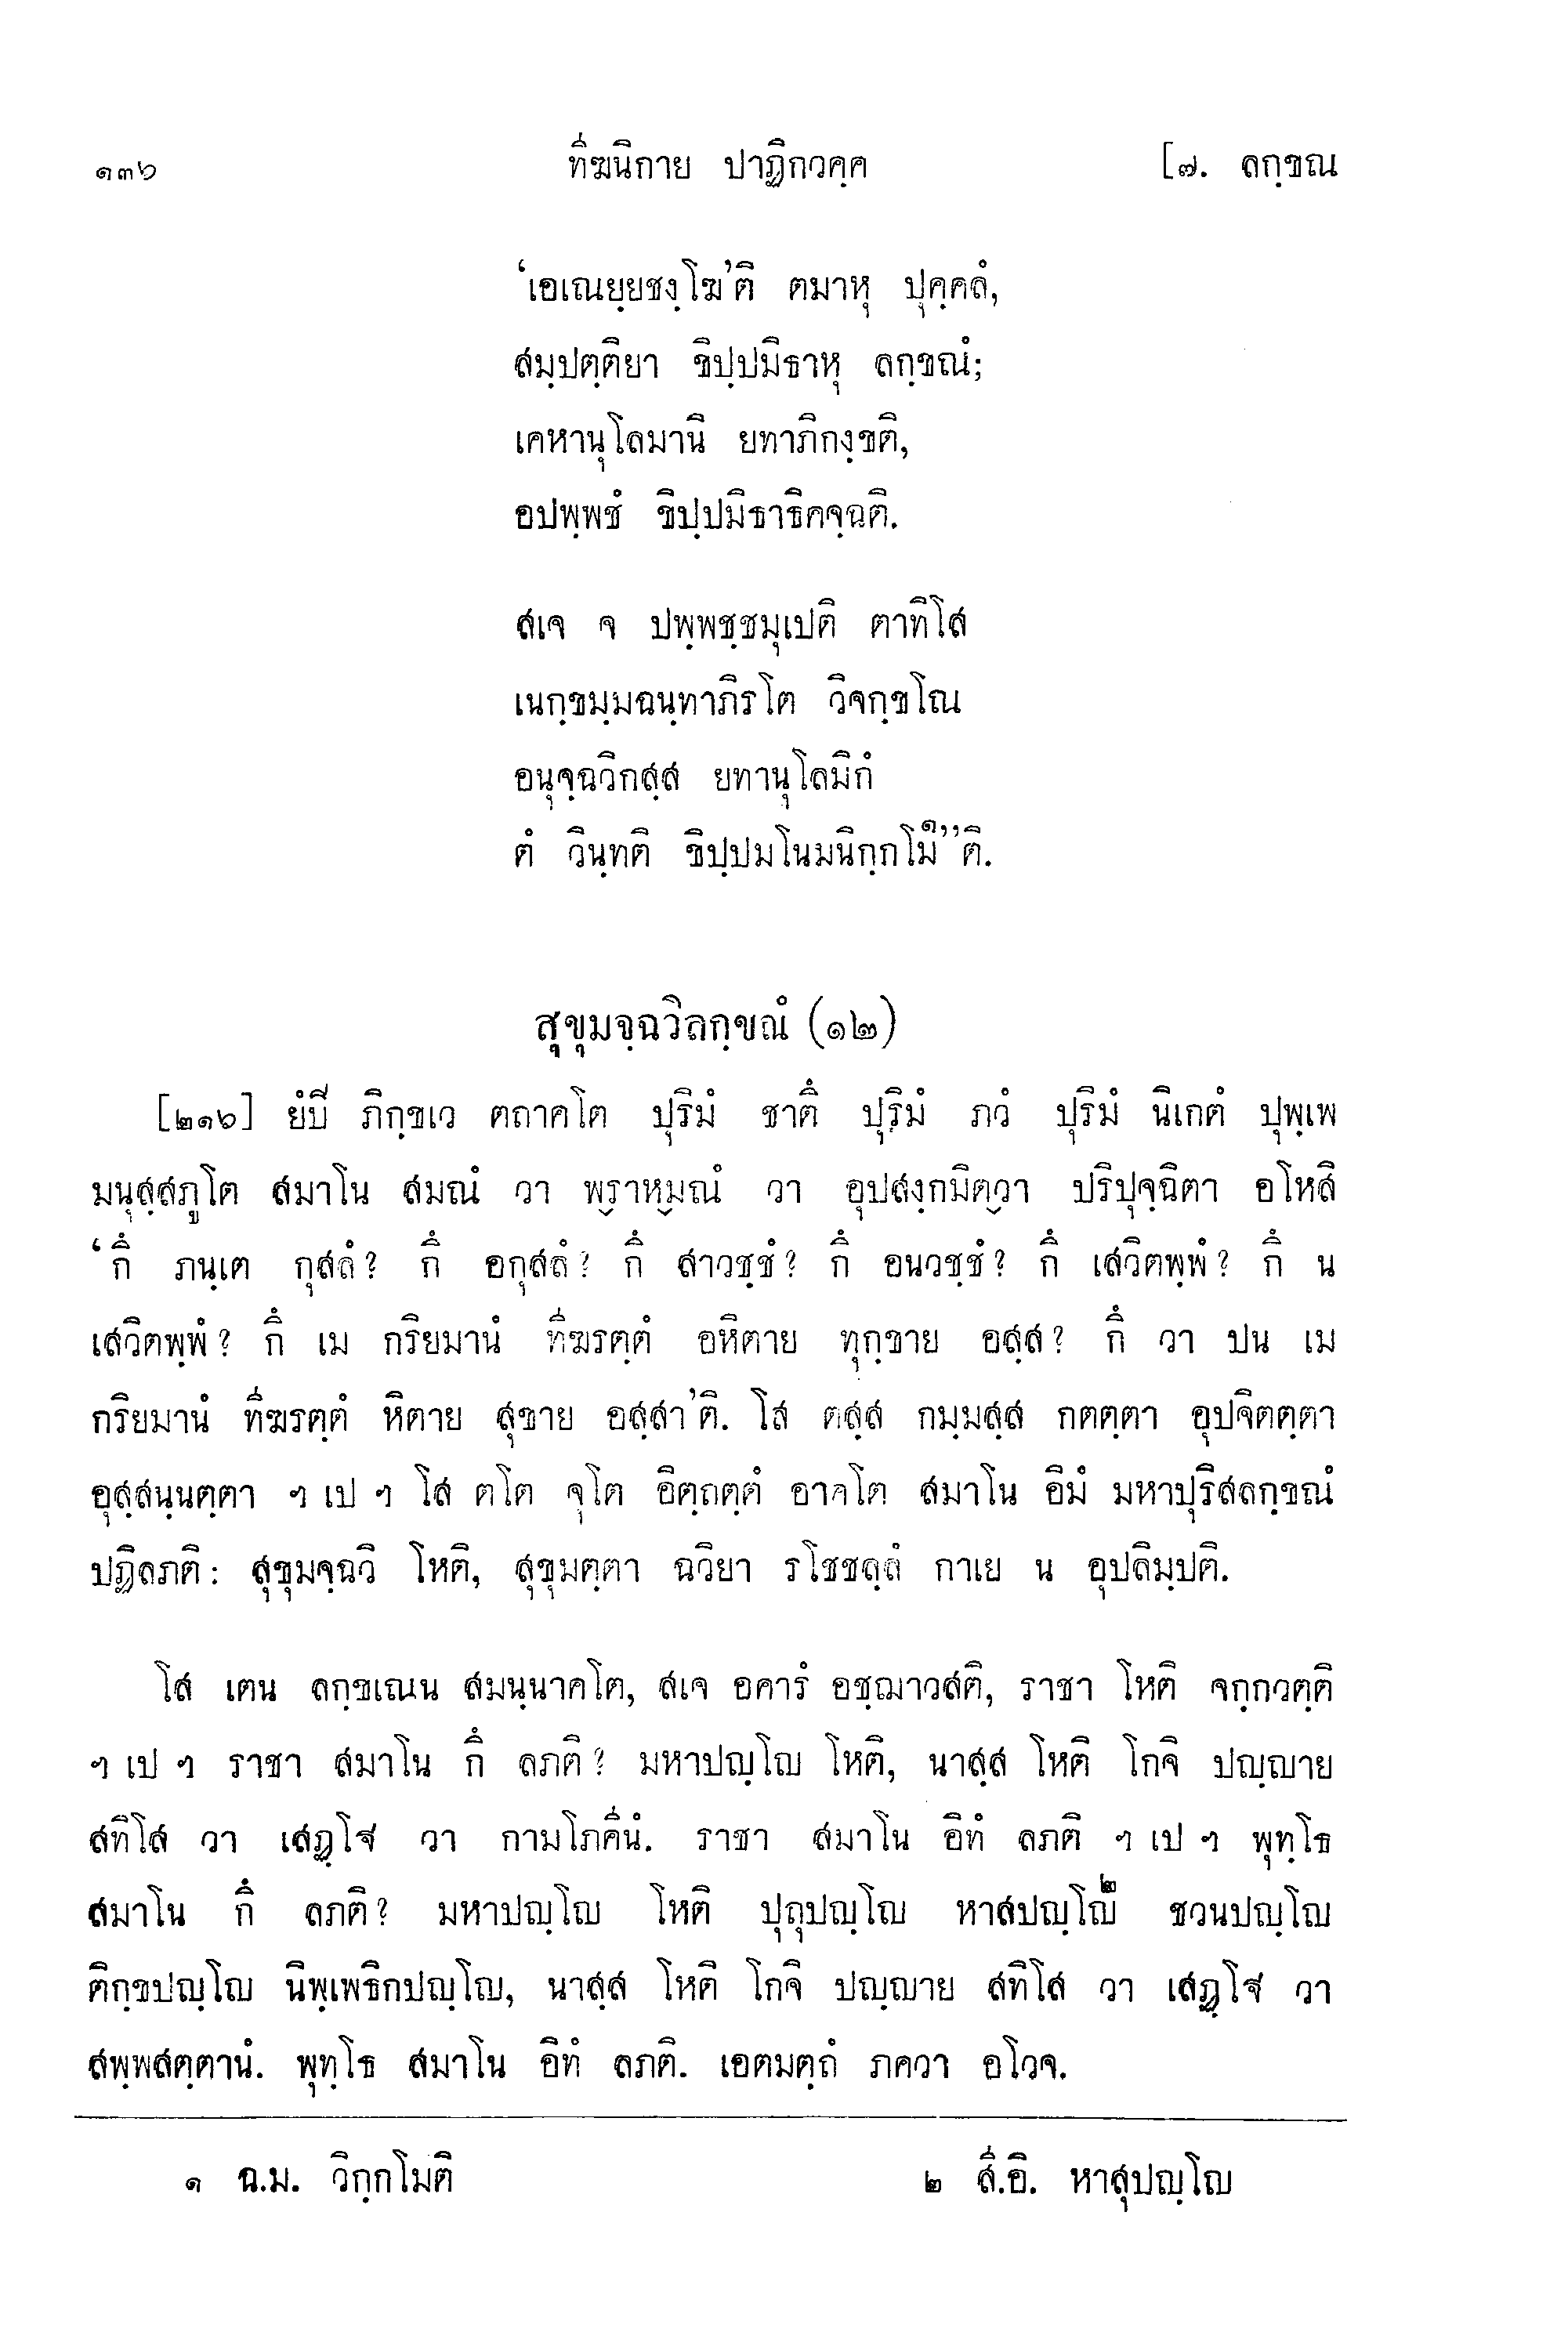 ๑๓๖ ทีฆนิกาย ปาฏิกวคฺค [๗. ลกฺขณ
‘เอเณยฺยชงฺโฆ’ติ ตมาหุ ปุคฺคลํ,
สมฺปตฺติยา ขิปฺปมิธาหุ ลกฺขณํ;
เคหานุโลมานิ ยทาภิกงฺขติ,
อปพฺพชํ ขิปฺปมิธาธิคจฺฉติ.
สเจ จ ปพฺพชฺชมุเปติ ตาทิโส
เนกฺขมฺมฉนฺทาภิรโต วิจกฺขโณ
อนุจฺฉวิกสฺส ยทานุโลมิกํ
ตํ วินฺทติ ขิปฺปมโนมนิกฺกโมํ๑”ติ.
สุขุมจฺฉวิลกฺขณํ (๑๒)
[๒๑๖] ยํปิ ภิกฺขเว ตถาคโต ปุริมํ ชาตึ ปุริมํ ภวํ ปุริมํ นิเกตํ ปุพฺเพ
มนุสฺสภูโต สมาโน สมณํ วา พฺราหฺมณํ วา อุปสงฺกมิตฺวา ปริปุจฺฉิตา อโหสิ
‘กึ ภนฺเต กุสลํ? กึ อกุสลํ? กึ สาวชฺชํ? กึ อนวชฺชํ? กึ เสวิตพฺพํ? กึ น
เสวิตพฺพํ? กึ เม กริยมานํ ทีฆรตฺตํ อหิตาย ทุกฺขาย อสฺส? กึ วา ปน เม
กริยมานํ ทีฆรตฺตํ หิตาย สุขาย อสฺสา’ติ. โส ตสฺส กมฺมสฺส กตตฺตา อุปจิตตฺตา
อุสฺสนฺนตฺตา ฯ เป ฯ โส ตโต จุโต อิตฺถตฺตํ อาคโต สมาโน อิมํ มหาปุริสลกฺขณํ
ปฏิลภติ: สุขุมจฺฉวิ โหติ, สุขุมตฺตา ฉวิยา รโชชลฺลํ กาเย น อุปลิมฺปติ.
โส เตน ลกฺขเณน สมนฺนาคโต, สเจ อคารํ อชฺฌาวสติ, ราชา โหติ จกฺกวตฺติ
ฯ เป ฯ ราชา สมาโน กึ ลภติ? มหาปญฺโญ โหติ, นาสฺส โหติ โกจิ ปญฺญาย
สทิโส วา เสฏฺโฐ วา กามโภคีนํ. ราชา สมาโน อิทํ ลภติ ฯ เป ฯ พุทฺโธ
สมาโน กึ ลภติ? มหาปญฺโญ โหติ ปุถุปญฺโญ หาสปญฺโญ๒ ชวนปญฺโญ
ติกฺขปญฺโญ นิพฺเพธิกปญฺโญ, นาสฺส โหติ โกจิ ปญฺญาย สทิโส วา เสฏฺโฐ วา
สพฺพสตฺตานํ. พุทฺโธ สมาโน อิทํ ลภติ. เอตมตฺถํ ภควา อโวจ.
๑ ฉ.ม. วิกฺกโมติ ๒ สี.อิ. หาสุปญฺโญ